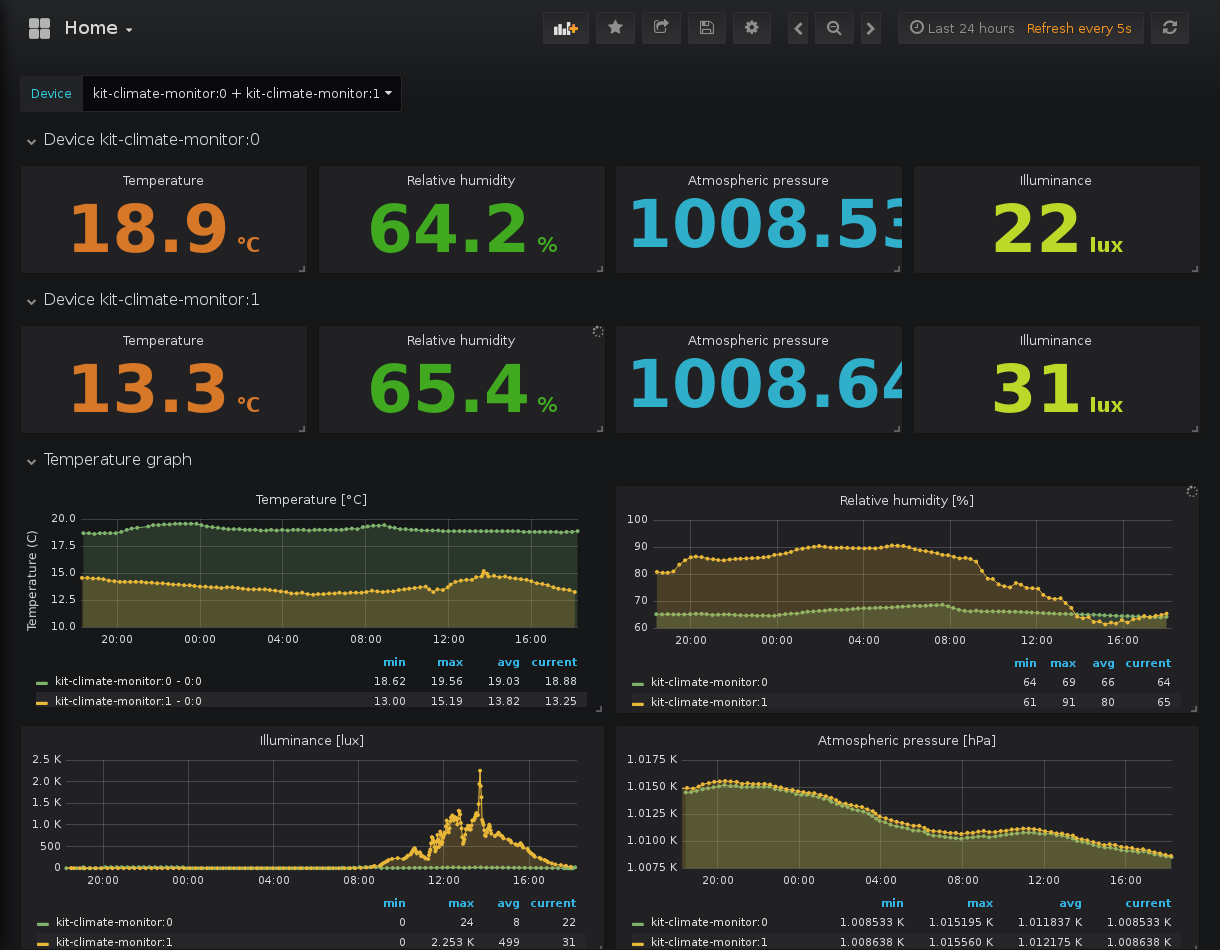 Home
Last 24 hours Refresh every 5s
Device kit-climate-monitor:0 + kit-climate-monitor:1
Device kit-climate-monitor:0
Temperature Relative humidity Atmospheric pressure Illuminance
18.9 °C 64.2 % 1008.53 22 lux
Device kit-climate-monitor:1
Temperature Relative humidity Atmospheric pressure Illuminance
13.3 °C 65.4 % 1008.64 31 lux
Temperature graph
Temperature [°C]
Temperature (C)
20.0
17.5
15.0
12.5
10.0
20:00 00:00 04:00 08:00 12:00 16:00
min max avg current
kit-climate-monitor:0 - 0:0 18.62 19.56 19.03 18.88
kit-climate-monitor:1 - 0:0 13.00 15.19 13.82 13.25
Relative humidity [%]
100
90
80
70
60
20:00 00:00 04:00 08:00 12:00 16:00
min max avg current
kit-climate-monitor:0 64 69 66 64
kit-climate-monitor:1 61 91 80 65
Illuminance [lux]
2.5 K
2.0 K
1.5 K
1.0 K
500
0
20:00 00:00 04:00 08:00 12:00 16:00
min max avg current
kit-climate-monitor:0 0 24 8 22
kit-climate-monitor:1 0 2.253 K 499 31
Atmospheric pressure [hPa]
1.0175 K
1.0150 K
1.0125 K
1.0100 K
1.0075 K
20:00 00:00 04:00 08:00 12:00 16:00
min max avg current
kit-climate-monitor:0 1.008533 K 1.015195 K 1.011837 K 1.008533 K
kit-climate-monitor:1 1.008638 K 1.015560 K 1.012175 K 1.008638 K